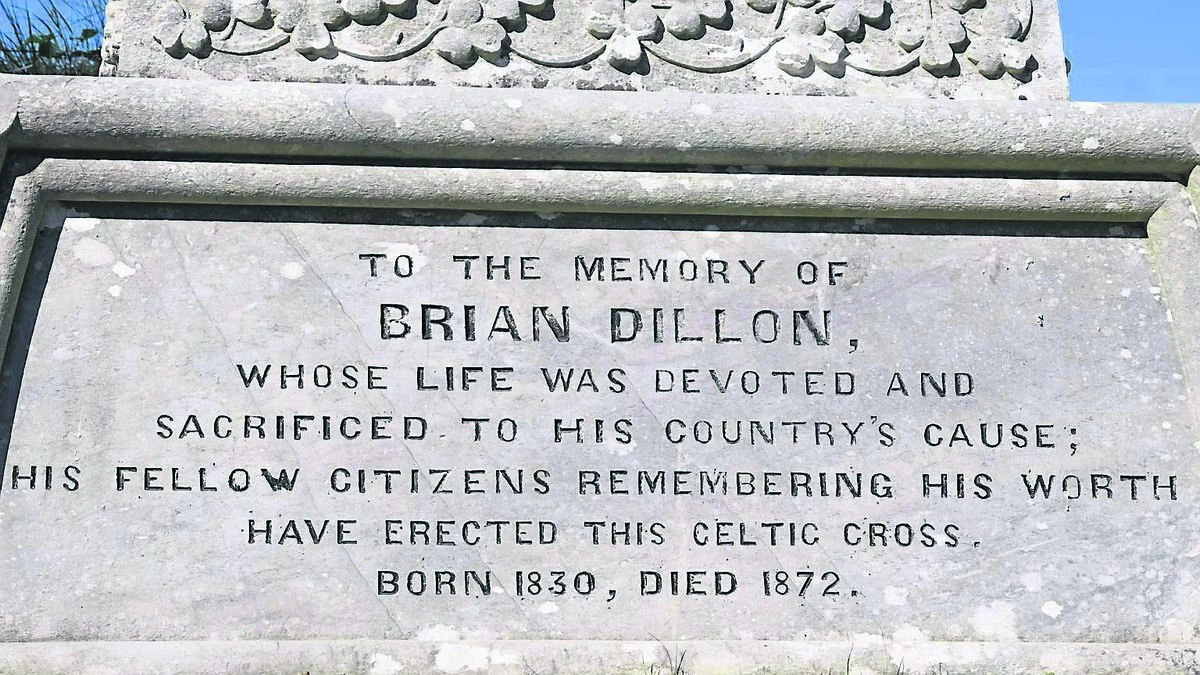 TO THE MEMORY OF
BRIAN DILLON,
WHOSE LIFE WAS DEVOTED AND
SACRIFICED TO HIS COUNTRY'S CAUSE;
HIS FELLOW CITIZENS REMEMBERING HIS WORTH
HAVE ERECTED THIS CELTIC CROSS.
BORN 1830, DIED 1872.